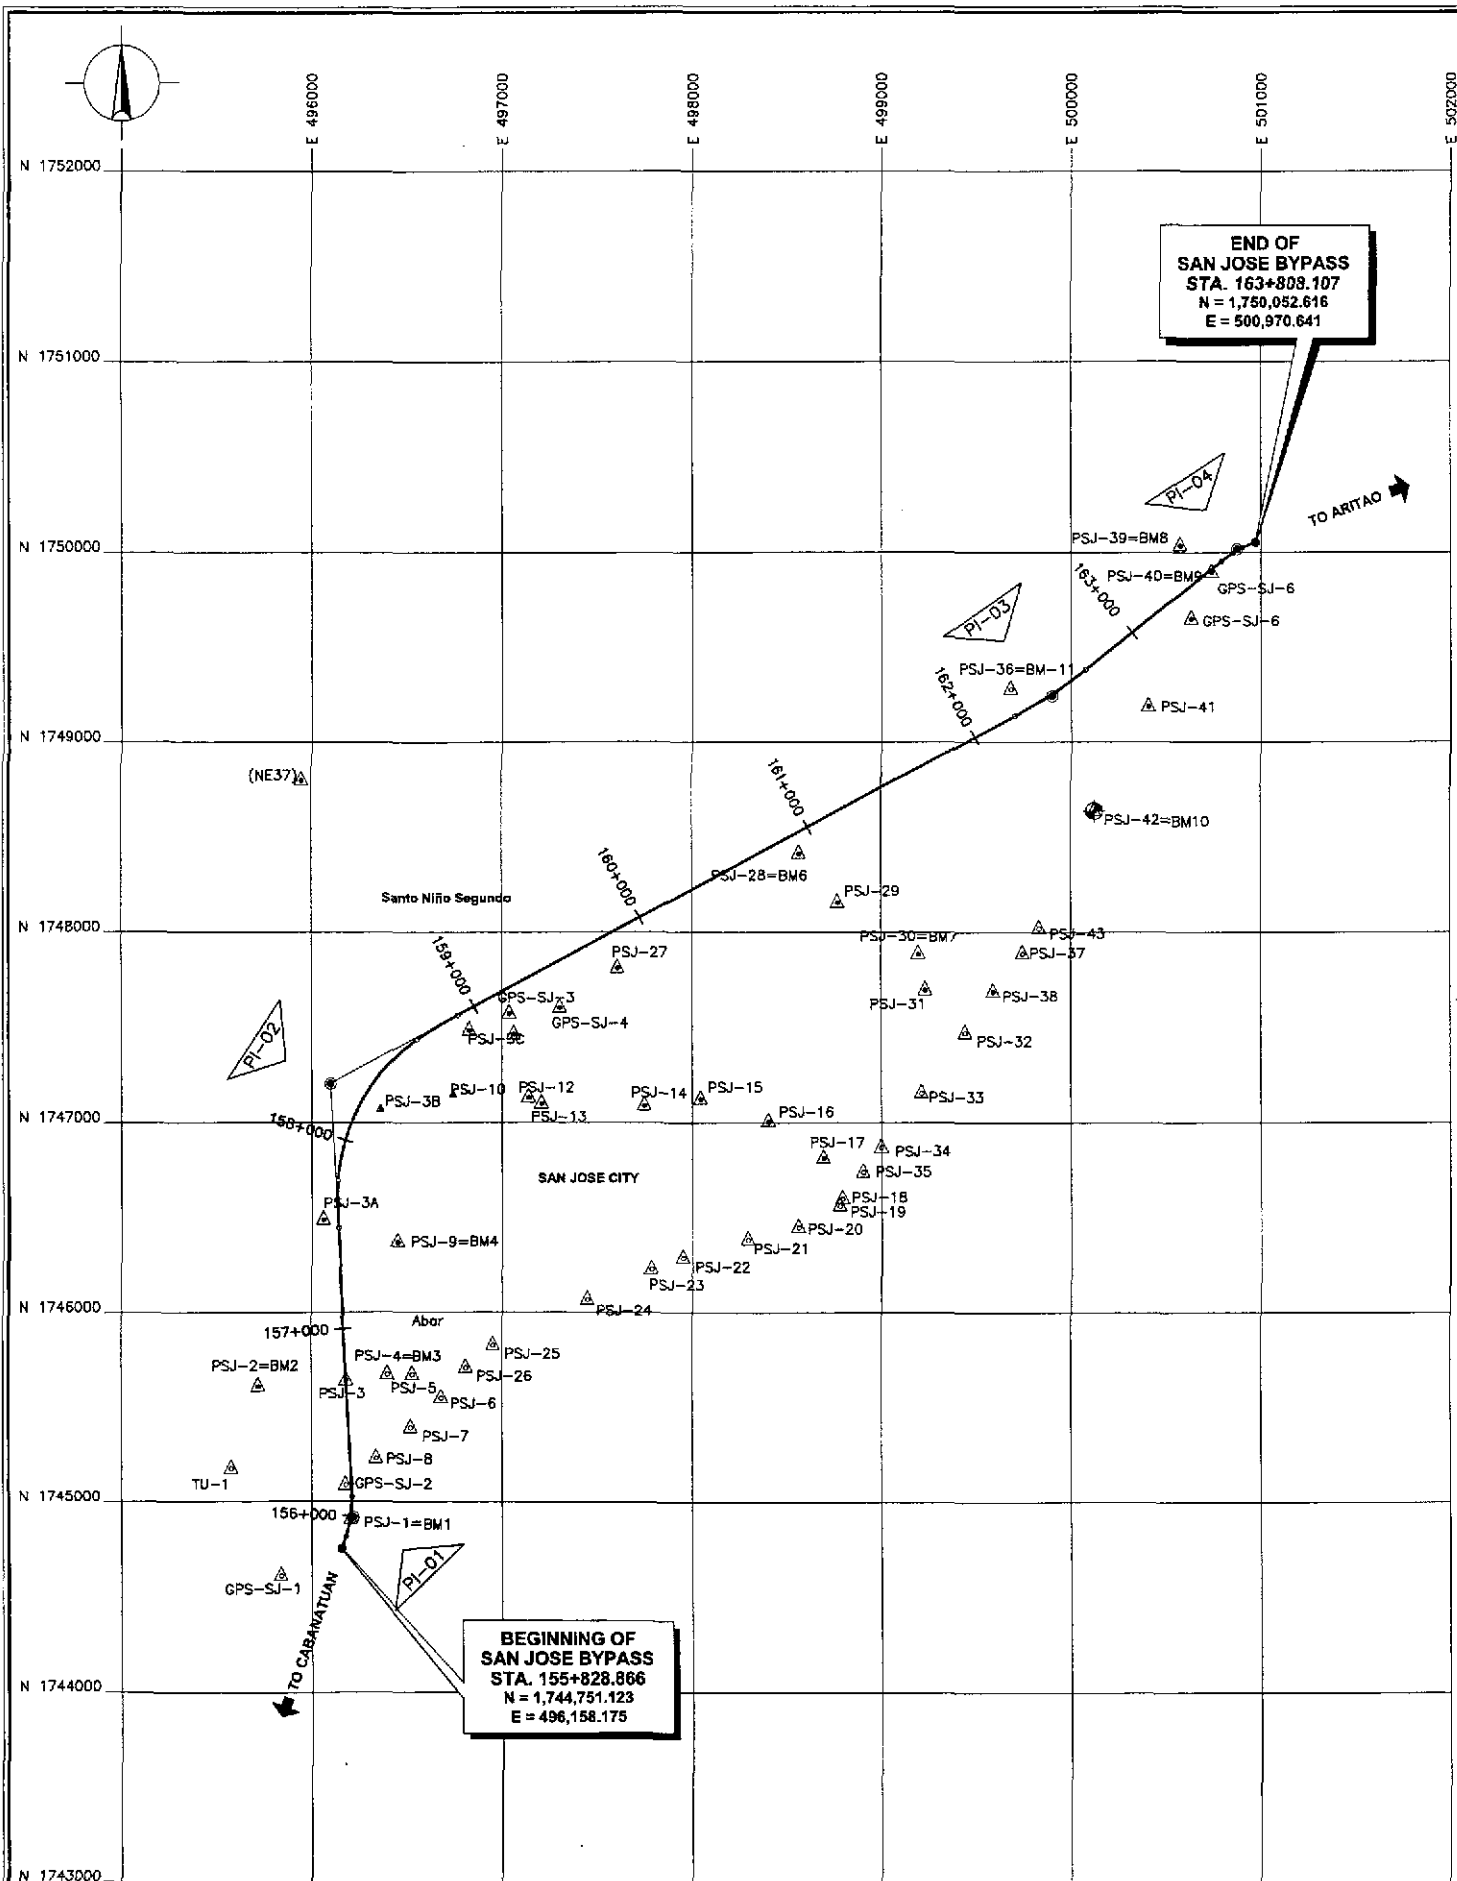 E 496000
E 497000
E 498000
E 499000
E 500000
E 501000
E 502000
N 1752000
END OF
SAN JOSE BYPASS
STA. 163+808.107
N = 1,750,052.616
E = 500,970.641
N 1751000
PI-04
TO ARITAO
PSJ-39=BM8
N 1750000
PSJ-40=BM9
GPS-SJ-6
163+000
PI-03
GPS-SJ-6
PSJ-36=BM-11
162+000
PSJ-41
N 1749000
(NE37)
161+000
PSJ-42=BM10
160+000
PSJ-28=BM6
PSJ-29
Santo Niño Segundo
N 1748000
PSJ-43
PSJ-30=BM7
159+000
PSJ-27
PSJ-37
GPS-SJ-3
PSJ-31
PSJ-38
GPS-SJ-4
PI-02
PSJ-3C
PSJ-32
PSJ-10
PSJ-12
PSJ-14
PSJ-15
PSJ-3B
PSJ-13
PSJ-33
N 1747000
158+000
PSJ-16
PSJ-17
PSJ-34
SAN JOSE CITY
PSJ-35
PSJ-3A
PSJ-18
PSJ-19
PSJ-20
PSJ-9=BM4
PSJ-21
PSJ-22
PSJ-23
N 1746000
PSJ-24
157+000
Abar
PSJ-4=BM3
PSJ-25
PSJ-2=BM2
PSJ-26
PSJ-3
PSJ-5
PSJ-6
PSJ-7
PSJ-8
TU-1
GPS-SJ-2
N 1745000
156+000
PSJ-1=BM1
PI-01
GPS-SJ-1
TO CABANATUAN
BEGINNING OF
SAN JOSE BYPASS
STA. 155+828.866
N = 1,744,751.123
E = 496,158.175
N 1744000
N 1743000